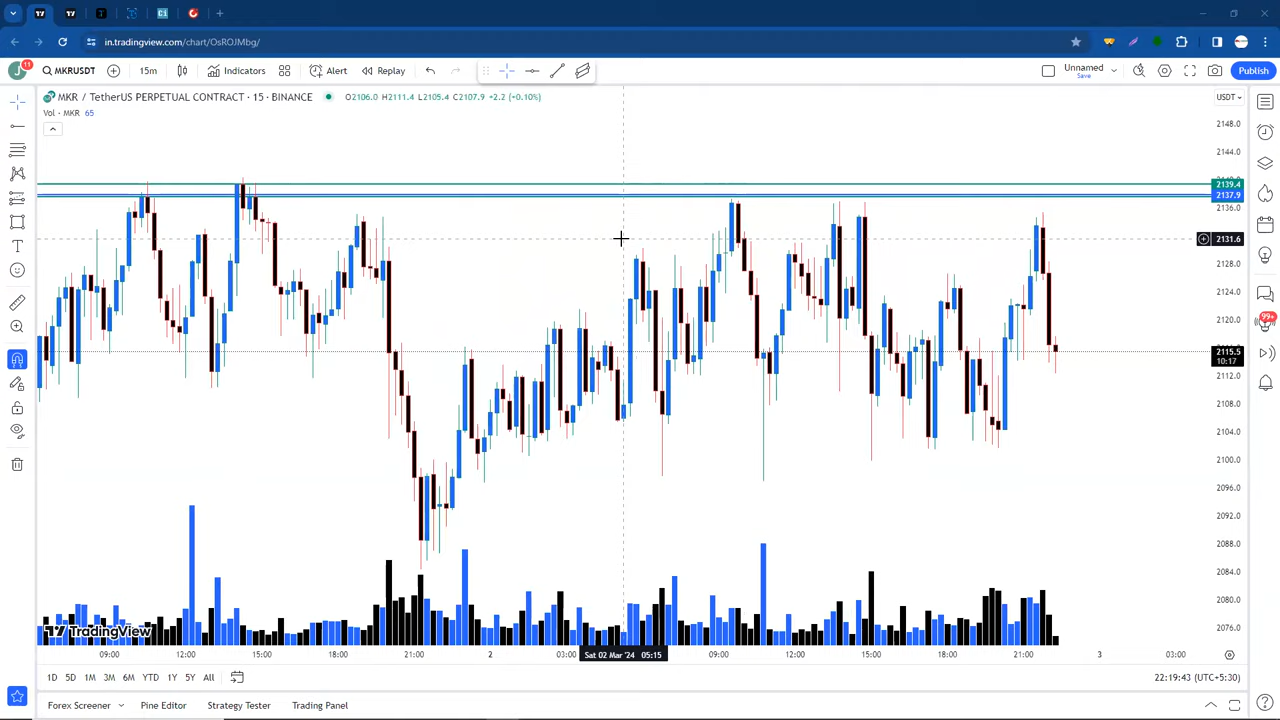 in.tradingview.com/chart/OsROJMbg/
11
MKRUSDT 15m Indicators Alert Replay Unnamed Save Publish
MKR / TetherUS PERPETUAL CONTRACT · 15 · BINANCE O2106.0 H2111.4 L2105.4 C2107.9 +2.2 (+0.10%) USDT
Vol · MKR 65
2148.0
2144.0
2139.4
2137.9
2136.0
2131.6
2128.0
2124.0
2120.0
2115.5
10:17
2112.0
2108.0
2104.0
2100.0
2096.0
2092.0
2088.0
2084.0
2080.0
2076.0
99+
TradingView
09:00 12:00 15:00 18:00 21:00 2 03:00 Sat 02 Mar '24 05:15 09:00 12:00 15:00 18:00 21:00 3 03:00
1D 5D 1M 3M 6M YTD 1Y 5Y All 22:19:43 (UTC+5:30)
Forex Screener Pine Editor Strategy Tester Trading Panel